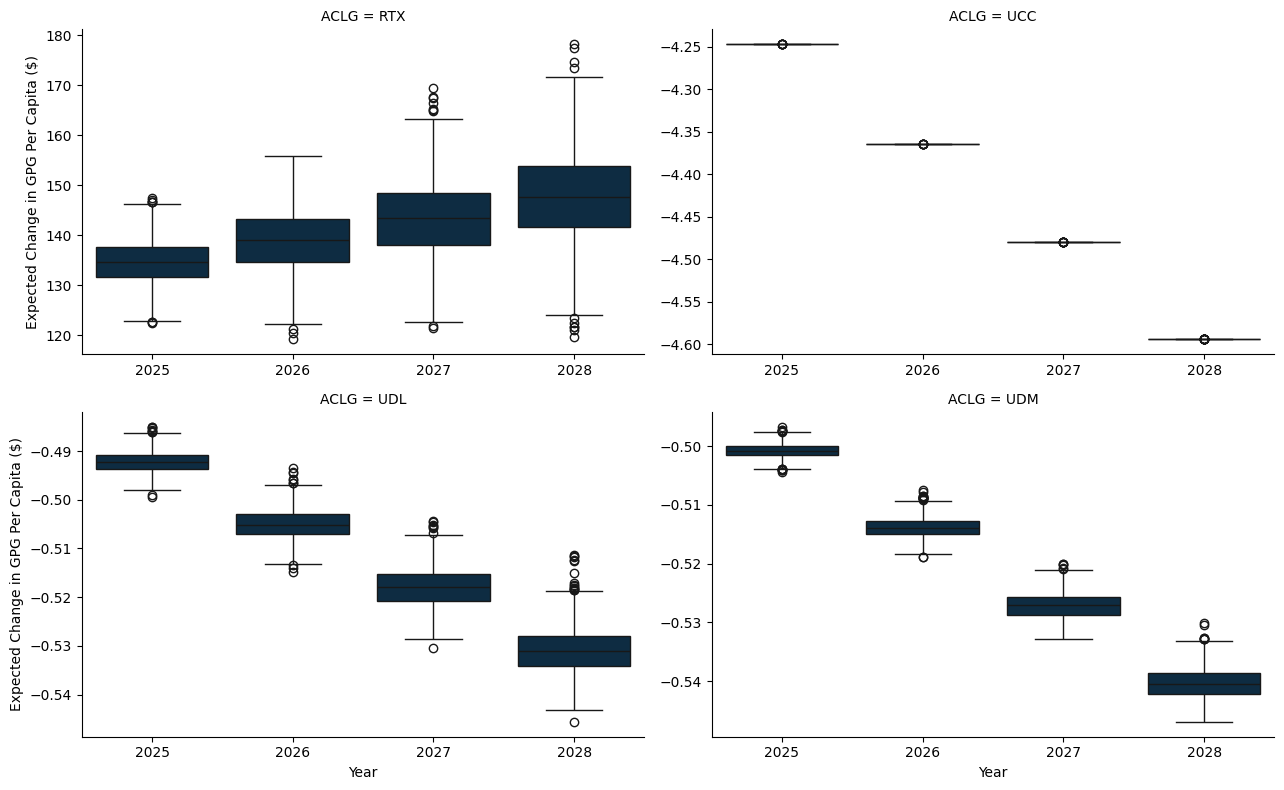 ACLG = RTX
Expected Change in GPG Per Capita ($)
180
170
160
150
140
130
120
2025 2026 2027 2028
ACLG = UCC
−4.25
−4.30
−4.35
−4.40
−4.45
−4.50
−4.55
−4.60
2025 2026 2027 2028
ACLG = UDL
Expected Change in GPG Per Capita ($)
−0.49
−0.50
−0.51
−0.52
−0.53
−0.54
2025 2026 2027 2028
Year
ACLG = UDM
−0.50
−0.51
−0.52
−0.53
−0.54
2025 2026 2027 2028
Year